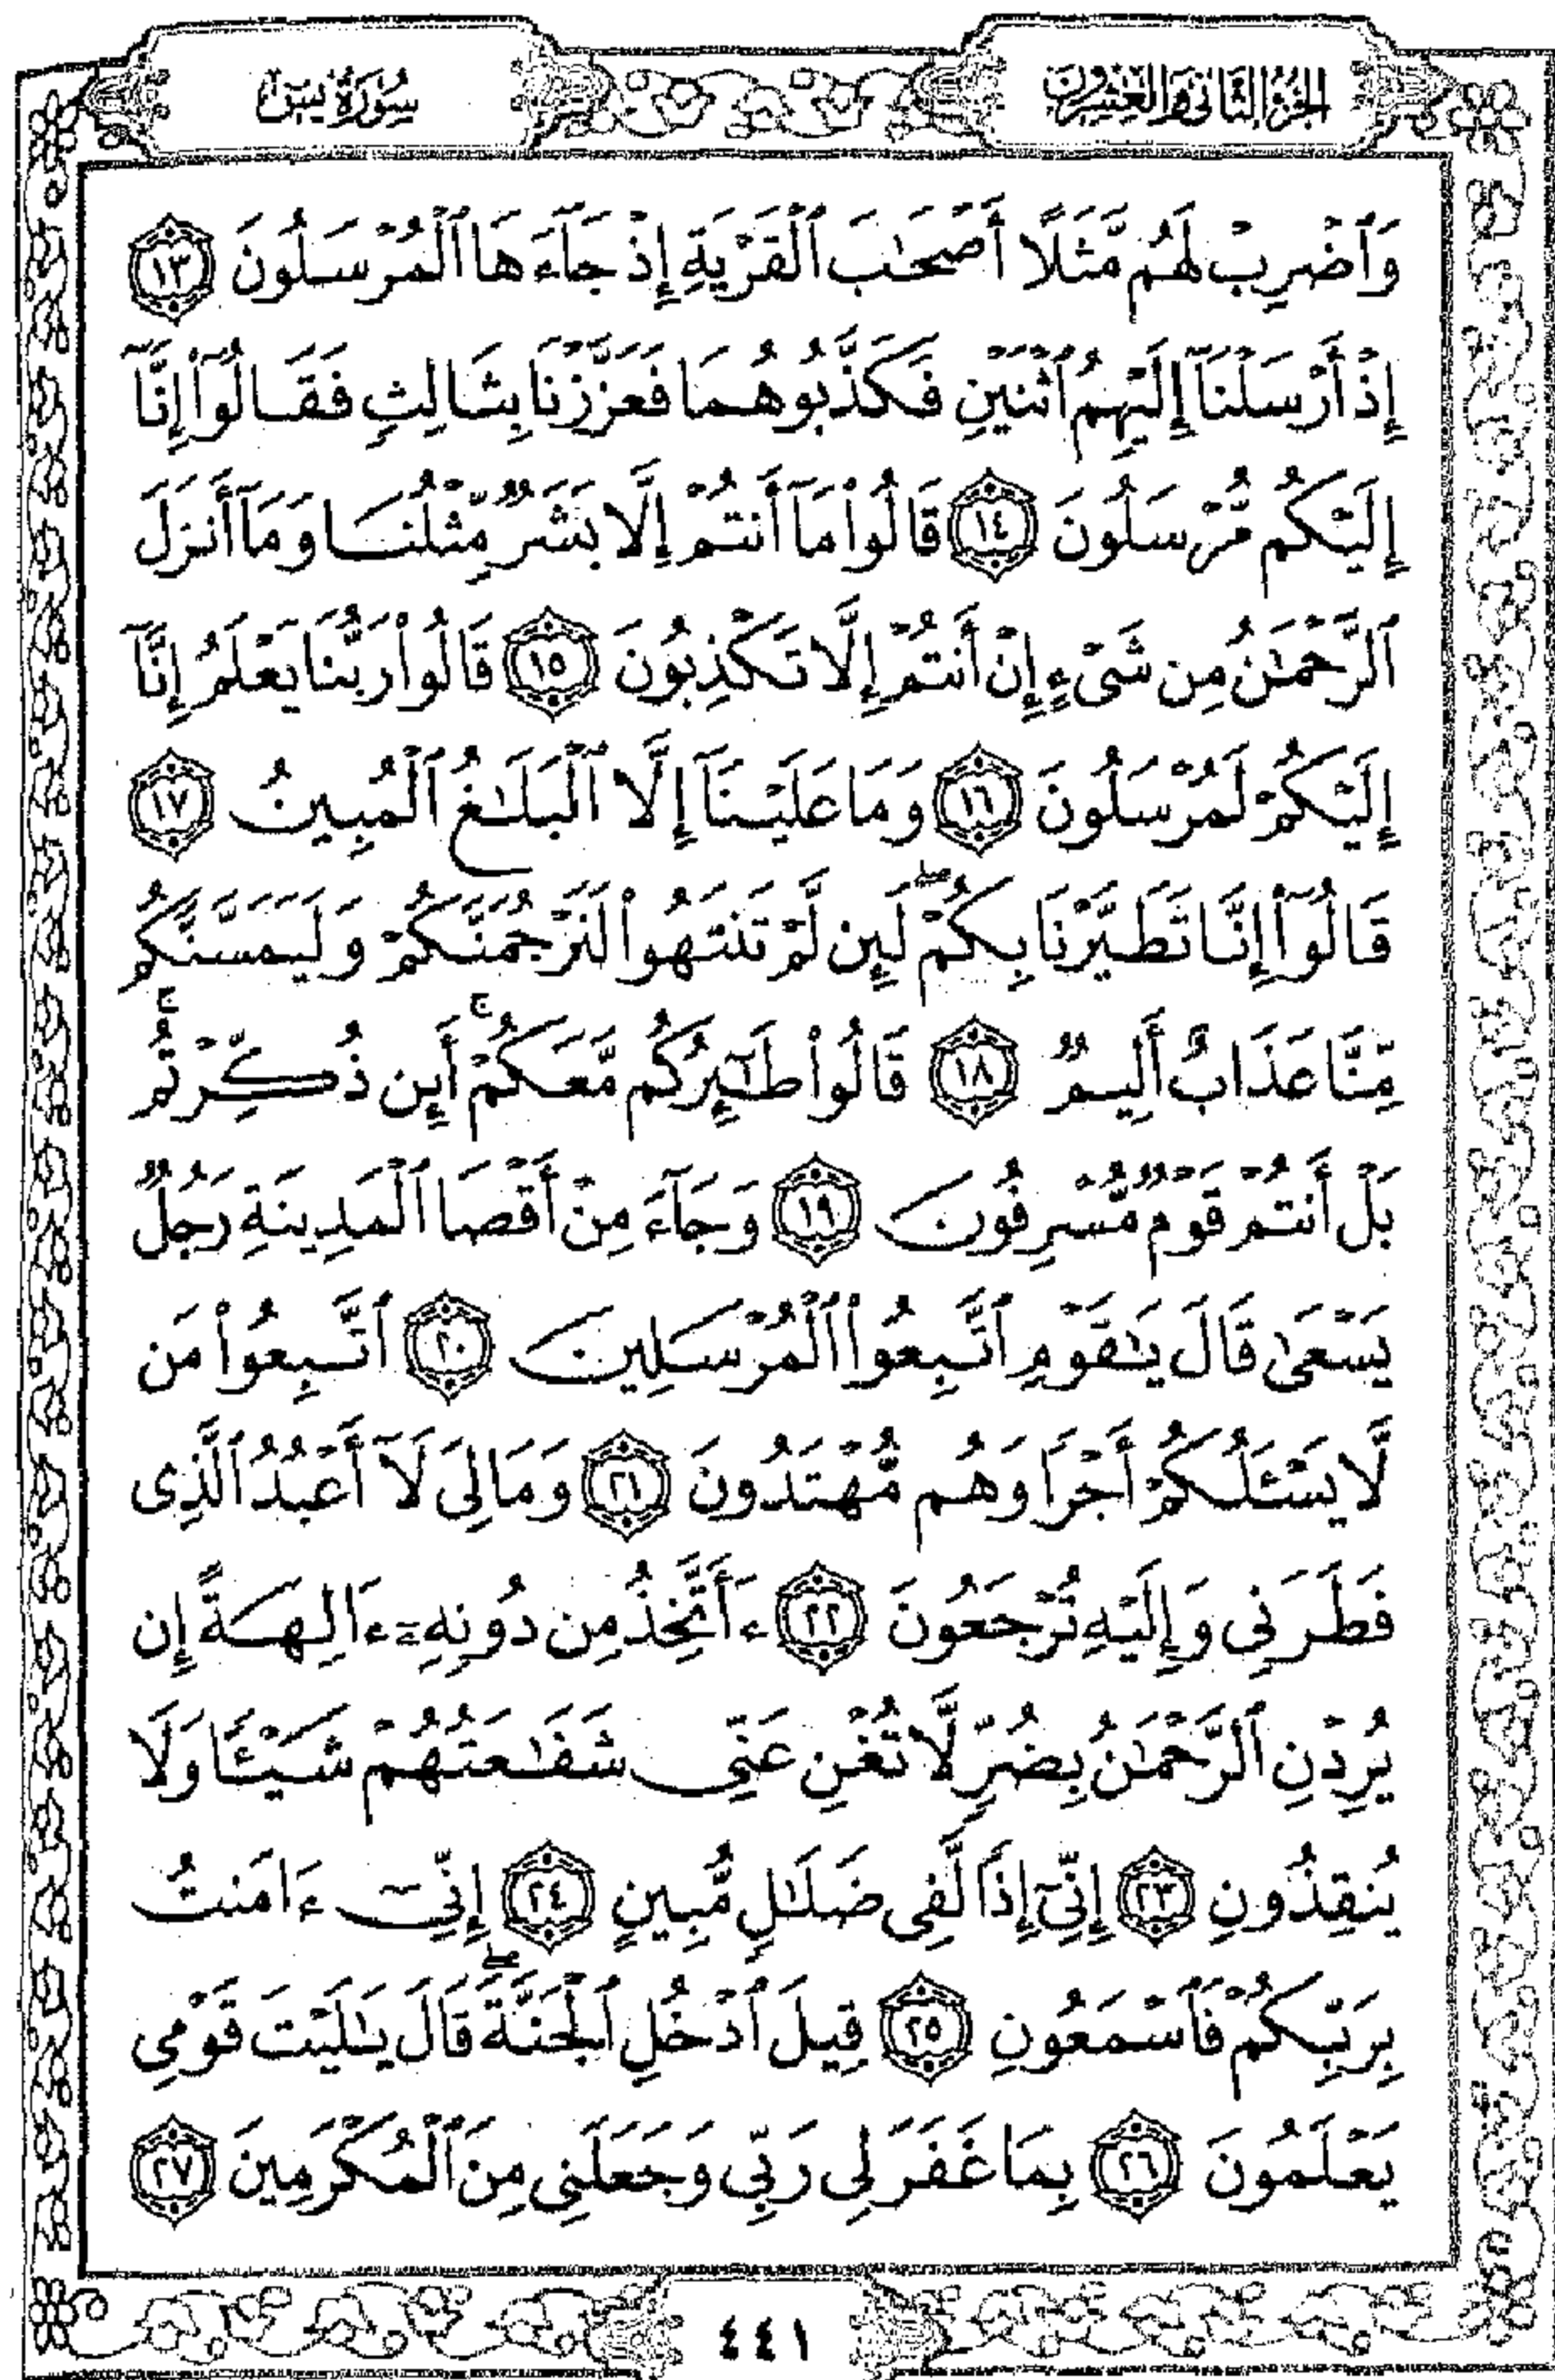 الجزء الثاني والعشرون
سورة يس
وَٱضْرِبْ لَهُم مَّثَلًا أَصْحَٰبَ ٱلْقَرْيَةِ إِذْ جَآءَهَا ٱلْمُرْسَلُونَ ١٣
إِذْ أَرْسَلْنَآ إِلَيْهِمُ ٱثْنَيْنِ فَكَذَّبُوهُمَا فَعَزَّزْنَا بِثَالِثٍ فَقَالُوٓا۟ إِنَّآ
إِلَيْكُم مُّرْسَلُونَ ١٤ قَالُوا۟ مَآ أَنتُمْ إِلَّا بَشَرٌ مِّثْلُنَا وَمَآ أَنزَلَ
ٱلرَّحْمَٰنُ مِن شَىْءٍ إِنْ أَنتُمْ إِلَّا تَكْذِبُونَ ١٥ قَالُوا۟ رَبُّنَا يَعْلَمُ إِنَّآ
إِلَيْكُمْ لَمُرْسَلُونَ ١٦ وَمَا عَلَيْنَآ إِلَّا ٱلْبَلَٰغُ ٱلْمُبِينُ ١٧
قَالُوٓا۟ إِنَّا تَطَيَّرْنَا بِكُمْ ۖ لَئِن لَّمْ تَنتَهُوا۟ لَنَرْجُمَنَّكُمْ وَلَيَمَسَّنَّكُم
مِّنَّا عَذَابٌ أَلِيمٌ ١٨ قَالُوا۟ طَٰٓئِرُكُم مَّعَكُمْ ۚ أَئِن ذُكِّرْتُم ۚ
بَلْ أَنتُمْ قَوْمٌ مُّسْرِفُونَ ١٩ وَجَآءَ مِنْ أَقْصَا ٱلْمَدِينَةِ رَجُلٌ
يَسْعَىٰ قَالَ يَٰقَوْمِ ٱتَّبِعُوا۟ ٱلْمُرْسَلِينَ ٢٠ ٱتَّبِعُوا۟ مَن
لَّا يَسْـَٔلُكُمْ أَجْرًا وَهُم مُّهْتَدُونَ ٢١ وَمَا لِىَ لَآ أَعْبُدُ ٱلَّذِى
فَطَرَنِى وَإِلَيْهِ تُرْجَعُونَ ٢٢ ءَأَتَّخِذُ مِن دُونِهِۦٓ ءَالِهَةً إِن
يُرِدْنِ ٱلرَّحْمَٰنُ بِضُرٍّ لَّا تُغْنِ عَنِّى شَفَٰعَتُهُمْ شَيْـًٔا وَلَا
يُنقِذُونِ ٢٣ إِنِّىٓ إِذًا لَّفِى ضَلَٰلٍ مُّبِينٍ ٢٤ إِنِّىٓ ءَامَنتُ
بِرَبِّكُمْ فَٱسْمَعُونِ ٢٥ قِيلَ ٱدْخُلِ ٱلْجَنَّةَ ۖ قَالَ يَٰلَيْتَ قَوْمِى
يَعْلَمُونَ ٢٦ بِمَا غَفَرَ لِى رَبِّى وَجَعَلَنِى مِنَ ٱلْمُكْرَمِينَ ٢٧
٤٤١